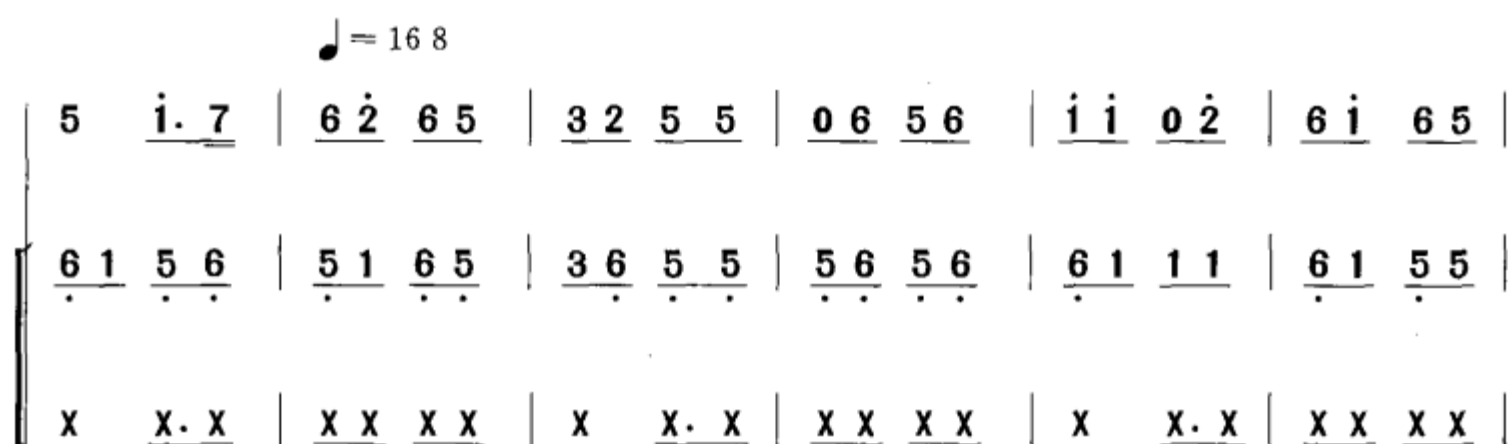 ♩= 16 8
5 i̇. 7 | 6 2̇ 6 5 | 3 2 5 5 | 0 6 5 6 | i̇ i̇ 0 2̇ | 6 i̇ 6 5 |
6̣ 1 5̣ 6̣ | 5̣ 1 6̣ 5̣ | 3 6̣ 5̣ 5̣ | 5̣ 6̣ 5̣ 6̣ | 6̣ 1 1 1 | 6̣ 1 5̣ 5 |
X X. X | X X X X | X X. X | X X X X | X X. X | X X X X |